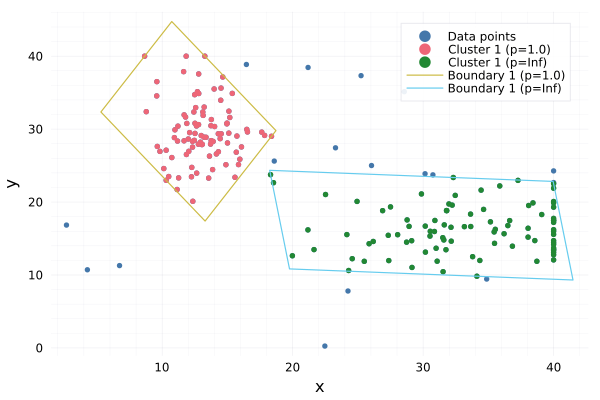 Data points
Cluster 1 (p=1.0)
Cluster 1 (p=Inf)
Boundary 1 (p=1.0)
Boundary 1 (p=Inf)
40
30
20
10
0
y
10
20
30
40
x